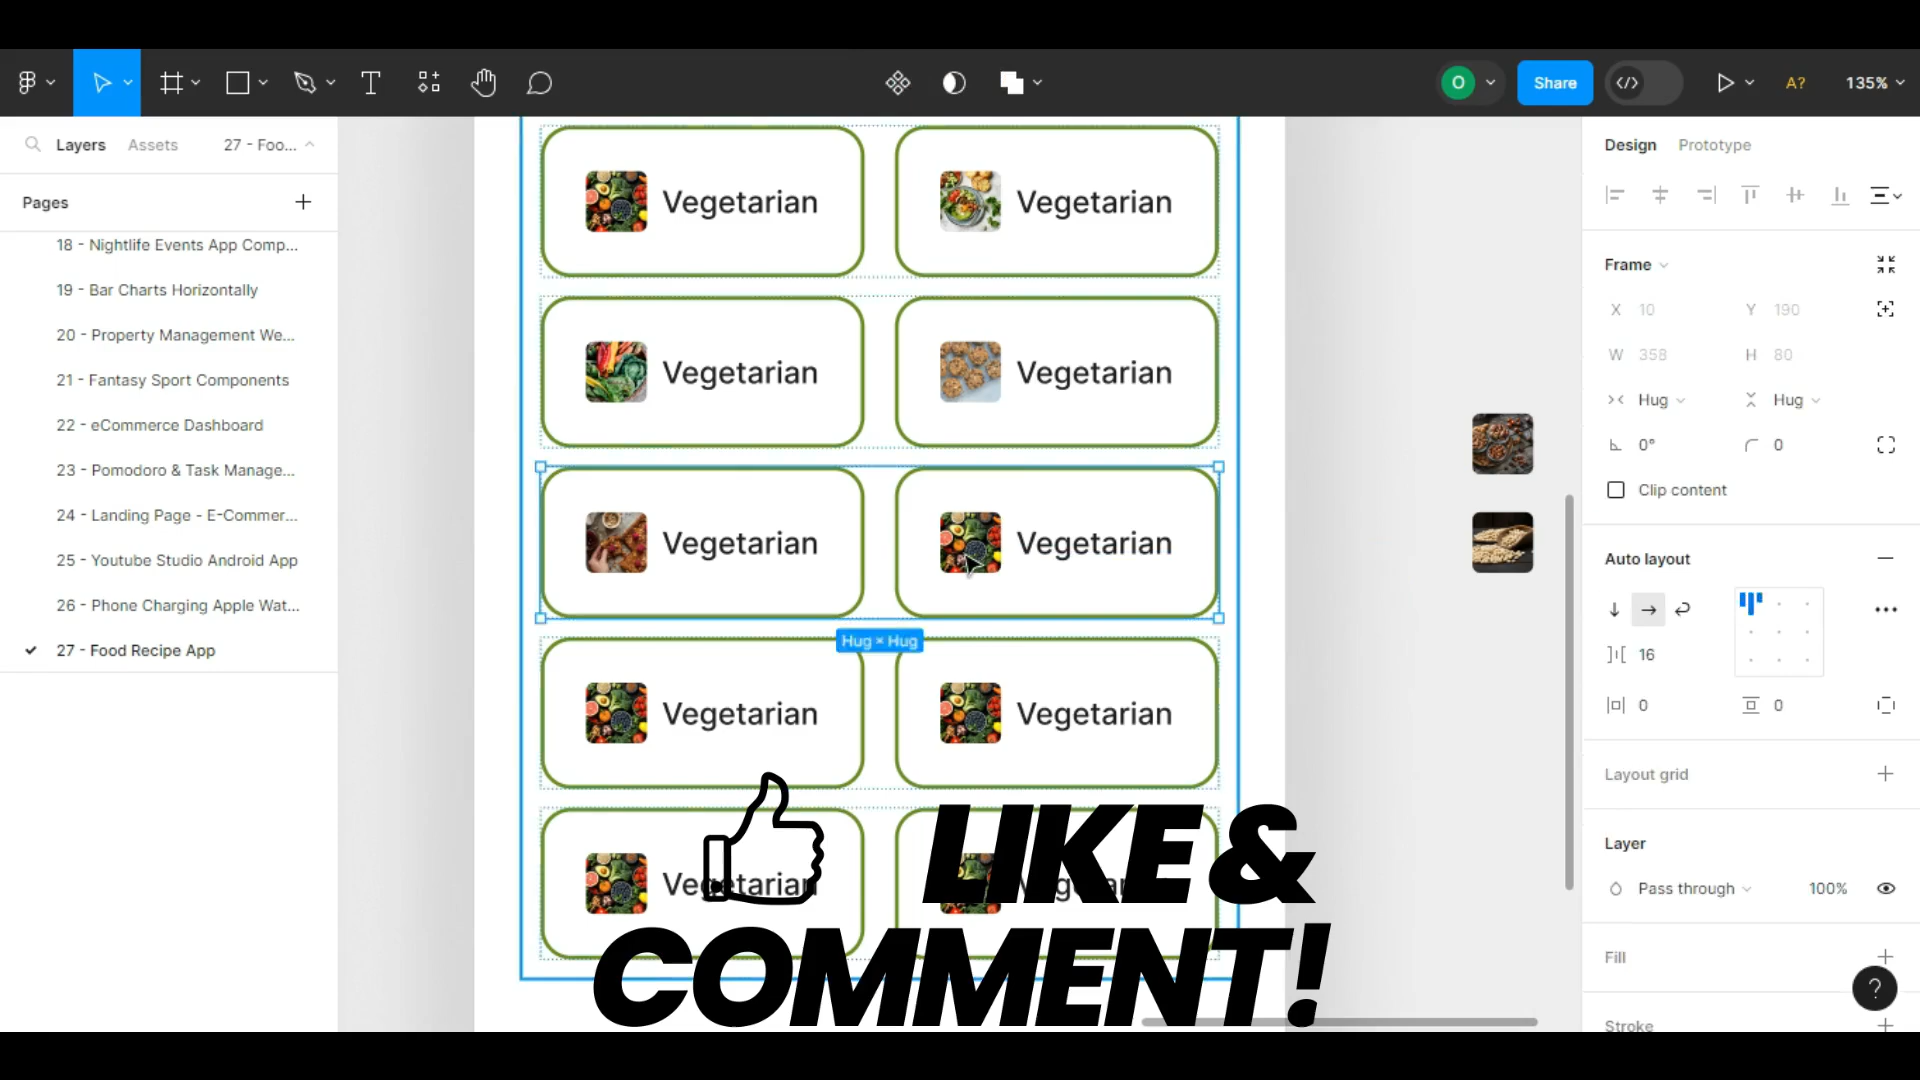 O
Share
A?
135%
Layers
Assets
27 - Foo...
Pages
18 - Nightlife Events App Comp...
19 - Bar Charts Horizontally
20 - Property Management We...
21 - Fantasy Sport Components
22 - eCommerce Dashboard
23 - Pomodoro & Task Manage...
24 - Landing Page - E-Commer...
25 - Youtube Studio Android App
26 - Phone Charging Apple Wat...
27 - Food Recipe App
Vegetarian
Vegetarian
Vegetarian
Vegetarian
Vegetarian
Vegetarian
Hug × Hug
Vegetarian
Vegetarian
Vegetarian
Vegetarian
LIKE &
COMMENT!
Design
Prototype
Frame
X 10
Y 190
W 358
H 80
Hug
Hug
0°
0
Clip content
Auto layout
16
0
0
Layout grid
Layer
Pass through
100%
Fill
?
Stroke